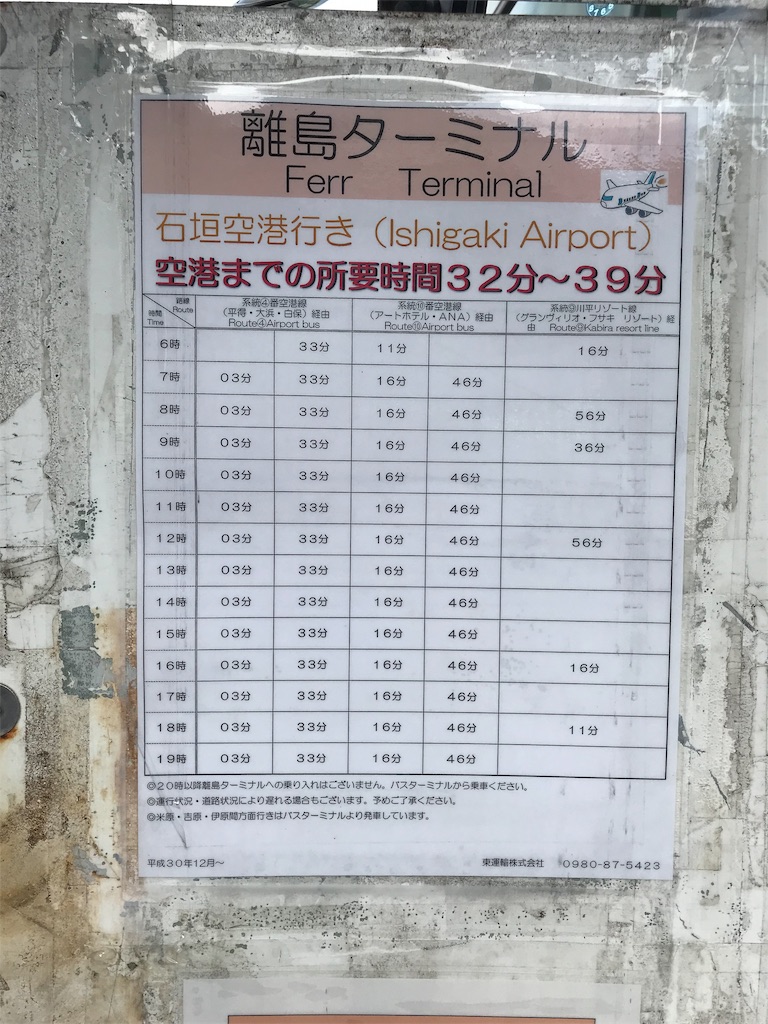 離島ターミナル
Ferr Terminal
石垣空港行き（Ishigaki Airport）
空港までの所要時間３２分〜３９分
路線 Route
時間 Time
系統④番空港線
（平得・大浜・白保）経由
Route④Airport bus
系統⑩番空港線
（アートホテル・ＡＮＡ）経由
Route⑩Airport bus
系統⑨川平リゾート線
（グランヴィリオ・フサキ リゾート）経
由 Route⑨Kabira resort line
６時 ３３分 １１分 １６分
７時 ０３分 ３３分 １６分 ４６分
８時 ０３分 ３３分 １６分 ４６分 ５６分
９時 ０３分 ３３分 １６分 ４６分 ３６分
１０時 ０３分 ３３分 １６分 ４６分
１１時 ０３分 ３３分 １６分 ４６分
１２時 ０３分 ３３分 １６分 ４６分 ５６分
１３時 ０３分 ３３分 １６分 ４６分
１４時 ０３分 ３３分 １６分 ４６分
１５時 ０３分 ３３分 １６分 ４６分
１６時 ０３分 ３３分 １６分 ４６分 １６分
１７時 ０３分 ３３分 １６分 ４６分
１８時 ０３分 ３３分 １６分 ４６分 １１分
１９時 ０３分 ３３分 １６分 ４６分
◎２０時以降離島ターミナルへの乗り入れはございません。バスターミナルから乗車ください。
◎運行状況・道路状況により遅れる場合もございます。予めご了承ください。
◎米原・吉原・伊原間方面行きはバスターミナルより発車しています。
平成３０年１２月〜 東運輸株式会社 ０９８０-８７-５４２３